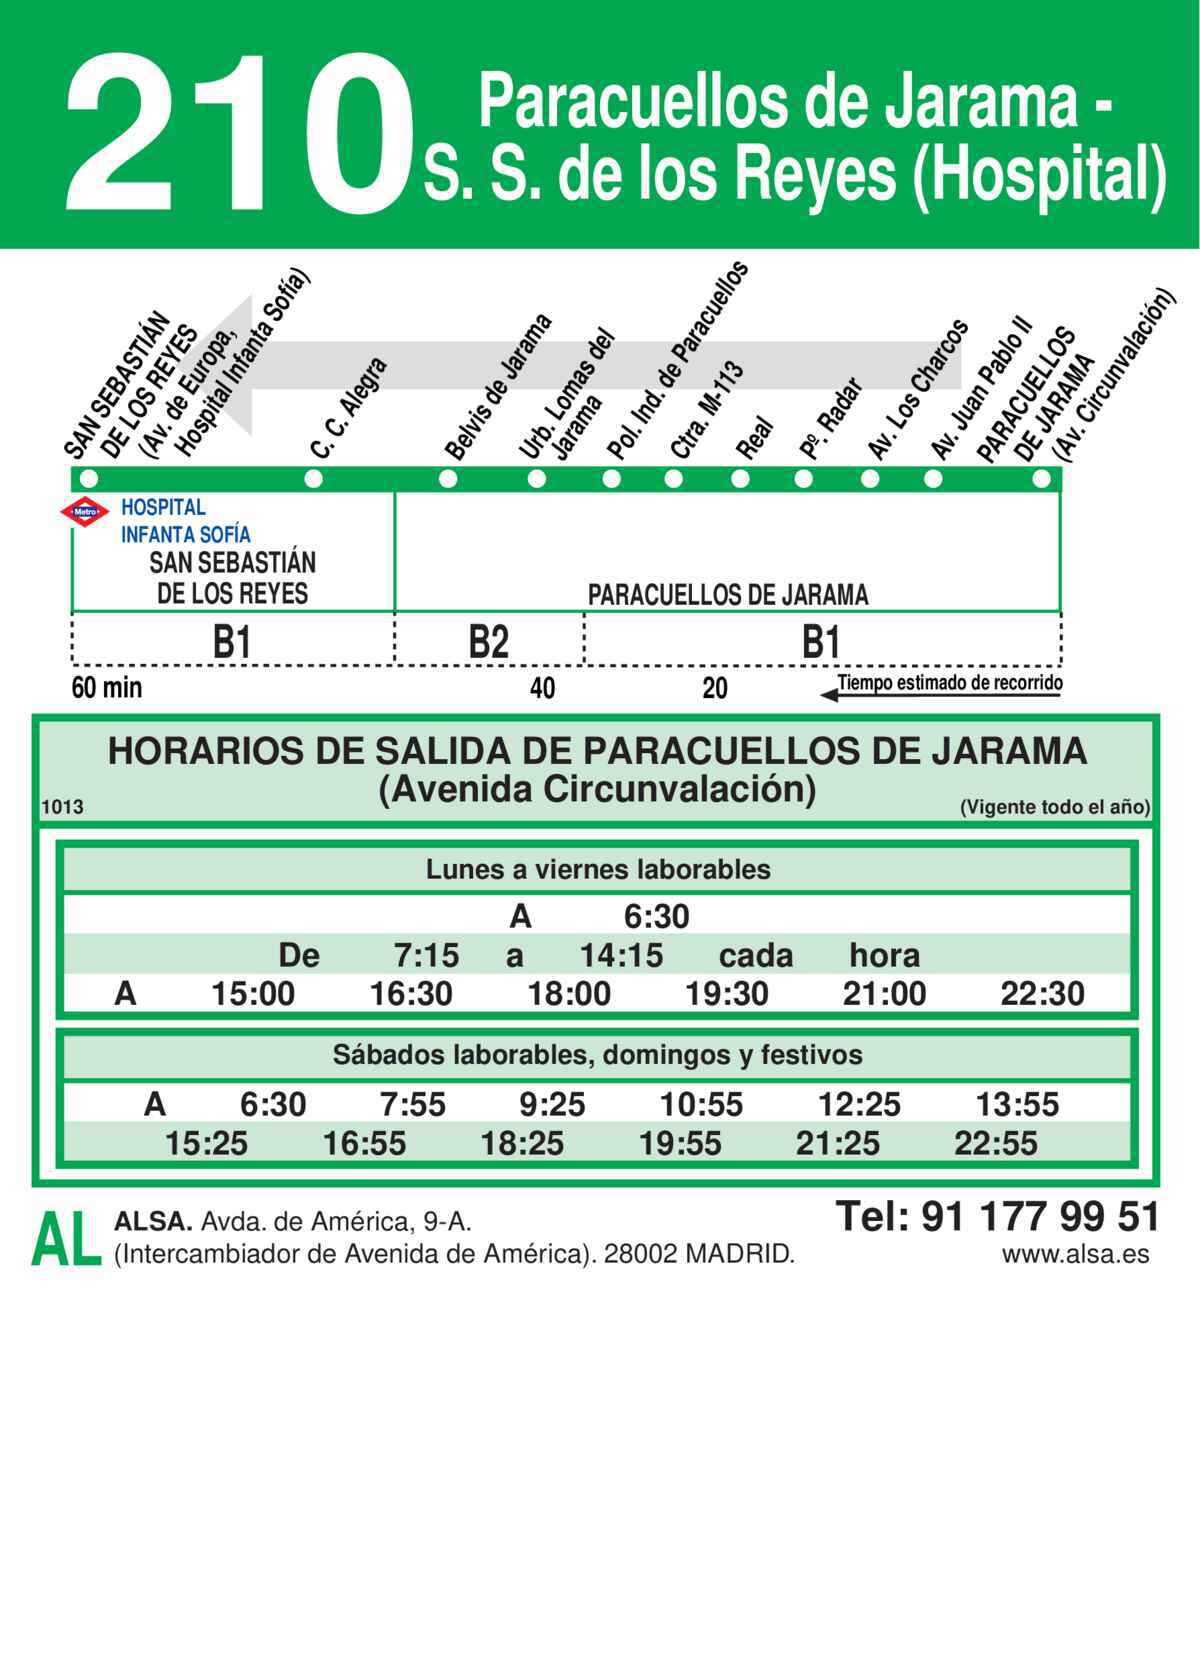 210
Paracuellos de Jarama -
S. S. de los Reyes (Hospital)
SAN SEBASTIÁN
DE LOS REYES
(Av. de Europa,
Hospital Infanta Sofía)
C. C. Alegra
Belvis de Jarama
Urb. Lomas del
Jarama
Pol. Ind. de Paracuellos
Ctra. M-113
Real
Pº. Radar
Av. Los Charcos
Av. Juan Pablo II
PARACUELLOS
DE JARAMA
(Av. Circunvalación)
Metro
HOSPITAL
INFANTA SOFÍA
SAN SEBASTIÁN
DE LOS REYES
PARACUELLOS DE JARAMA
B1 B2 B1
60 min 40 20 Tiempo estimado de recorrido
HORARIOS DE SALIDA DE PARACUELLOS DE JARAMA
(Avenida Circunvalación)
1013 (Vigente todo el año)
Lunes a viernes laborables
A 6:30
De 7:15 a 14:15 cada hora
A 15:00 16:30 18:00 19:30 21:00 22:30
Sábados laborables, domingos y festivos
A 6:30 7:55 9:25 10:55 12:25 13:55
15:25 16:55 18:25 19:55 21:25 22:55
AL
ALSA. Avda. de América, 9-A.
(Intercambiador de Avenida de América). 28002 MADRID.
Tel: 91 177 99 51
www.alsa.es